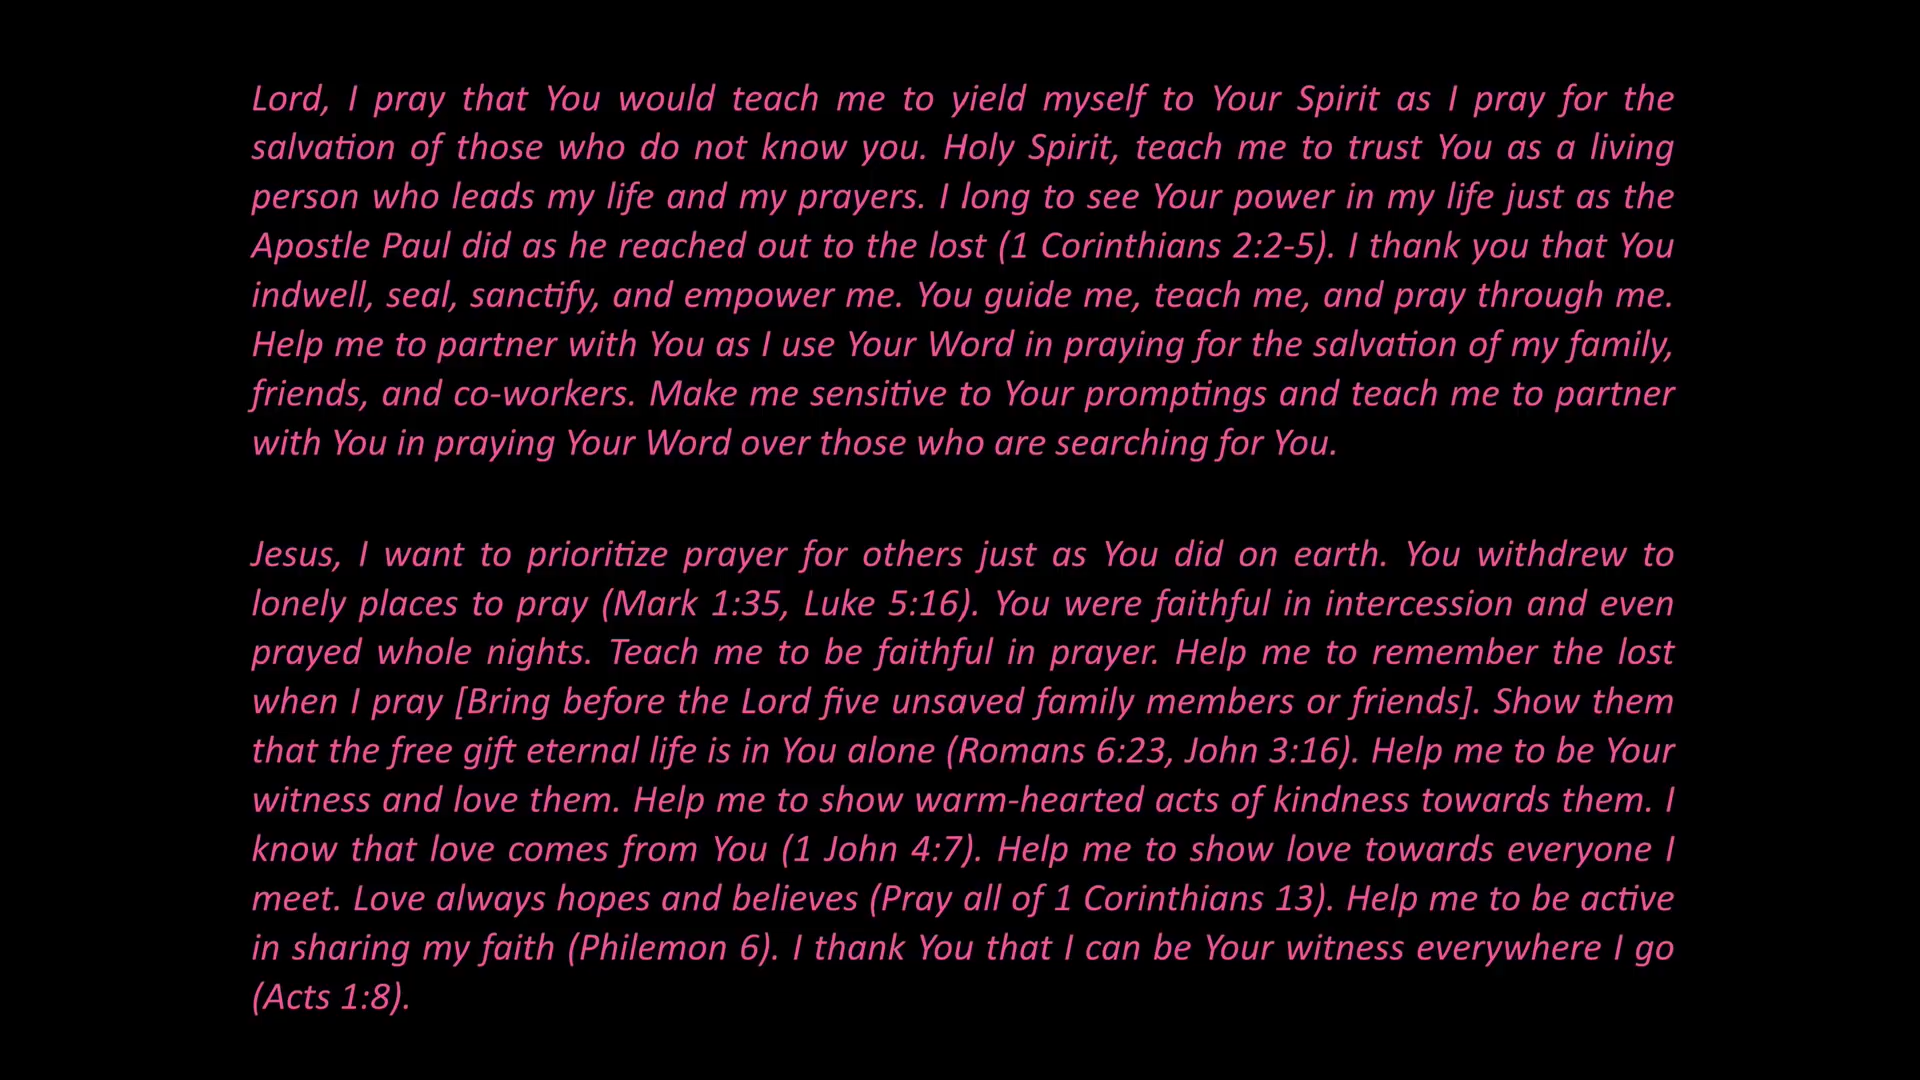 Lord, I pray that You would teach me to yield myself to Your Spirit as I pray for the
salvation of those who do not know you. Holy Spirit, teach me to trust You as a living
person who leads my life and my prayers. I long to see Your power in my life just as the
Apostle Paul did as he reached out to the lost (1 Corinthians 2:2-5). I thank you that You
indwell, seal, sanctify, and empower me. You guide me, teach me, and pray through me.
Help me to partner with You as I use Your Word in praying for the salvation of my family,
friends, and co-workers. Make me sensitive to Your promptings and teach me to partner
with You in praying Your Word over those who are searching for You.
Jesus, I want to prioritize prayer for others just as You did on earth. You withdrew to
lonely places to pray (Mark 1:35, Luke 5:16). You were faithful in intercession and even
prayed whole nights. Teach me to be faithful in prayer. Help me to remember the lost
when I pray [Bring before the Lord five unsaved family members or friends]. Show them
that the free gift eternal life is in You alone (Romans 6:23, John 3:16). Help me to be Your
witness and love them. Help me to show warm-hearted acts of kindness towards them. I
know that love comes from You (1 John 4:7). Help me to show love towards everyone I
meet. Love always hopes and believes (Pray all of 1 Corinthians 13). Help me to be active
in sharing my faith (Philemon 6). I thank You that I can be Your witness everywhere I go
(Acts 1:8).